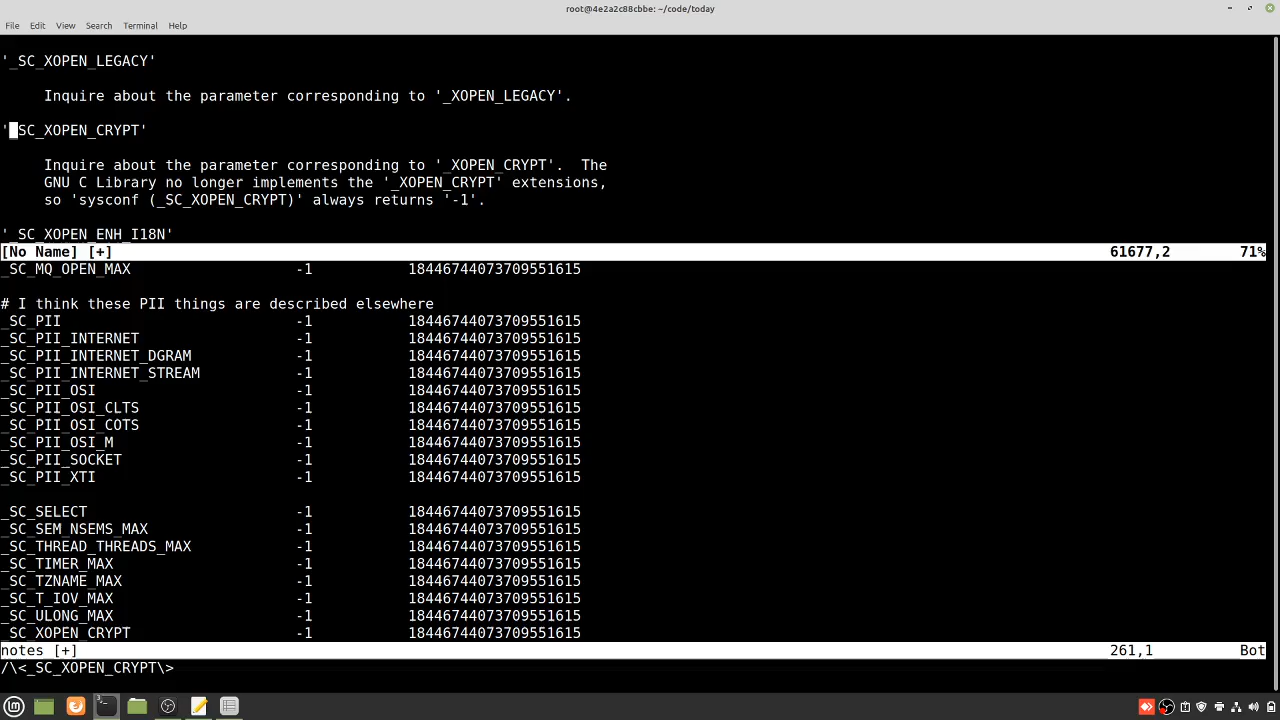 root@4e2a2c88cbbe: ~/code/today
File Edit View Search Terminal Help
'_SC_XOPEN_LEGACY'
Inquire about the parameter corresponding to '_XOPEN_LEGACY'.
'_SC_XOPEN_CRYPT'
Inquire about the parameter corresponding to '_XOPEN_CRYPT'.  The
GNU C Library no longer implements the '_XOPEN_CRYPT' extensions,
so 'sysconf (_SC_XOPEN_CRYPT)' always returns '-1'.
'_SC_XOPEN_ENH_I18N'
[No Name] [+] 61677,2 71%
_SC_MQ_OPEN_MAX -1 18446744073709551615
# I think these PII things are described elsewhere
_SC_PII -1 18446744073709551615
_SC_PII_INTERNET -1 18446744073709551615
_SC_PII_INTERNET_DGRAM -1 18446744073709551615
_SC_PII_INTERNET_STREAM -1 18446744073709551615
_SC_PII_OSI -1 18446744073709551615
_SC_PII_OSI_CLTS -1 18446744073709551615
_SC_PII_OSI_COTS -1 18446744073709551615
_SC_PII_OSI_M -1 18446744073709551615
_SC_PII_SOCKET -1 18446744073709551615
_SC_PII_XTI -1 18446744073709551615
_SC_SELECT -1 18446744073709551615
_SC_SEM_NSEMS_MAX -1 18446744073709551615
_SC_THREAD_THREADS_MAX -1 18446744073709551615
_SC_TIMER_MAX -1 18446744073709551615
_SC_TZNAME_MAX -1 18446744073709551615
_SC_T_IOV_MAX -1 18446744073709551615
_SC_ULONG_MAX -1 18446744073709551615
_SC_XOPEN_CRYPT -1 18446744073709551615
notes [+] 261,1 Bot
/\<_SC_XOPEN_CRYPT\>
3